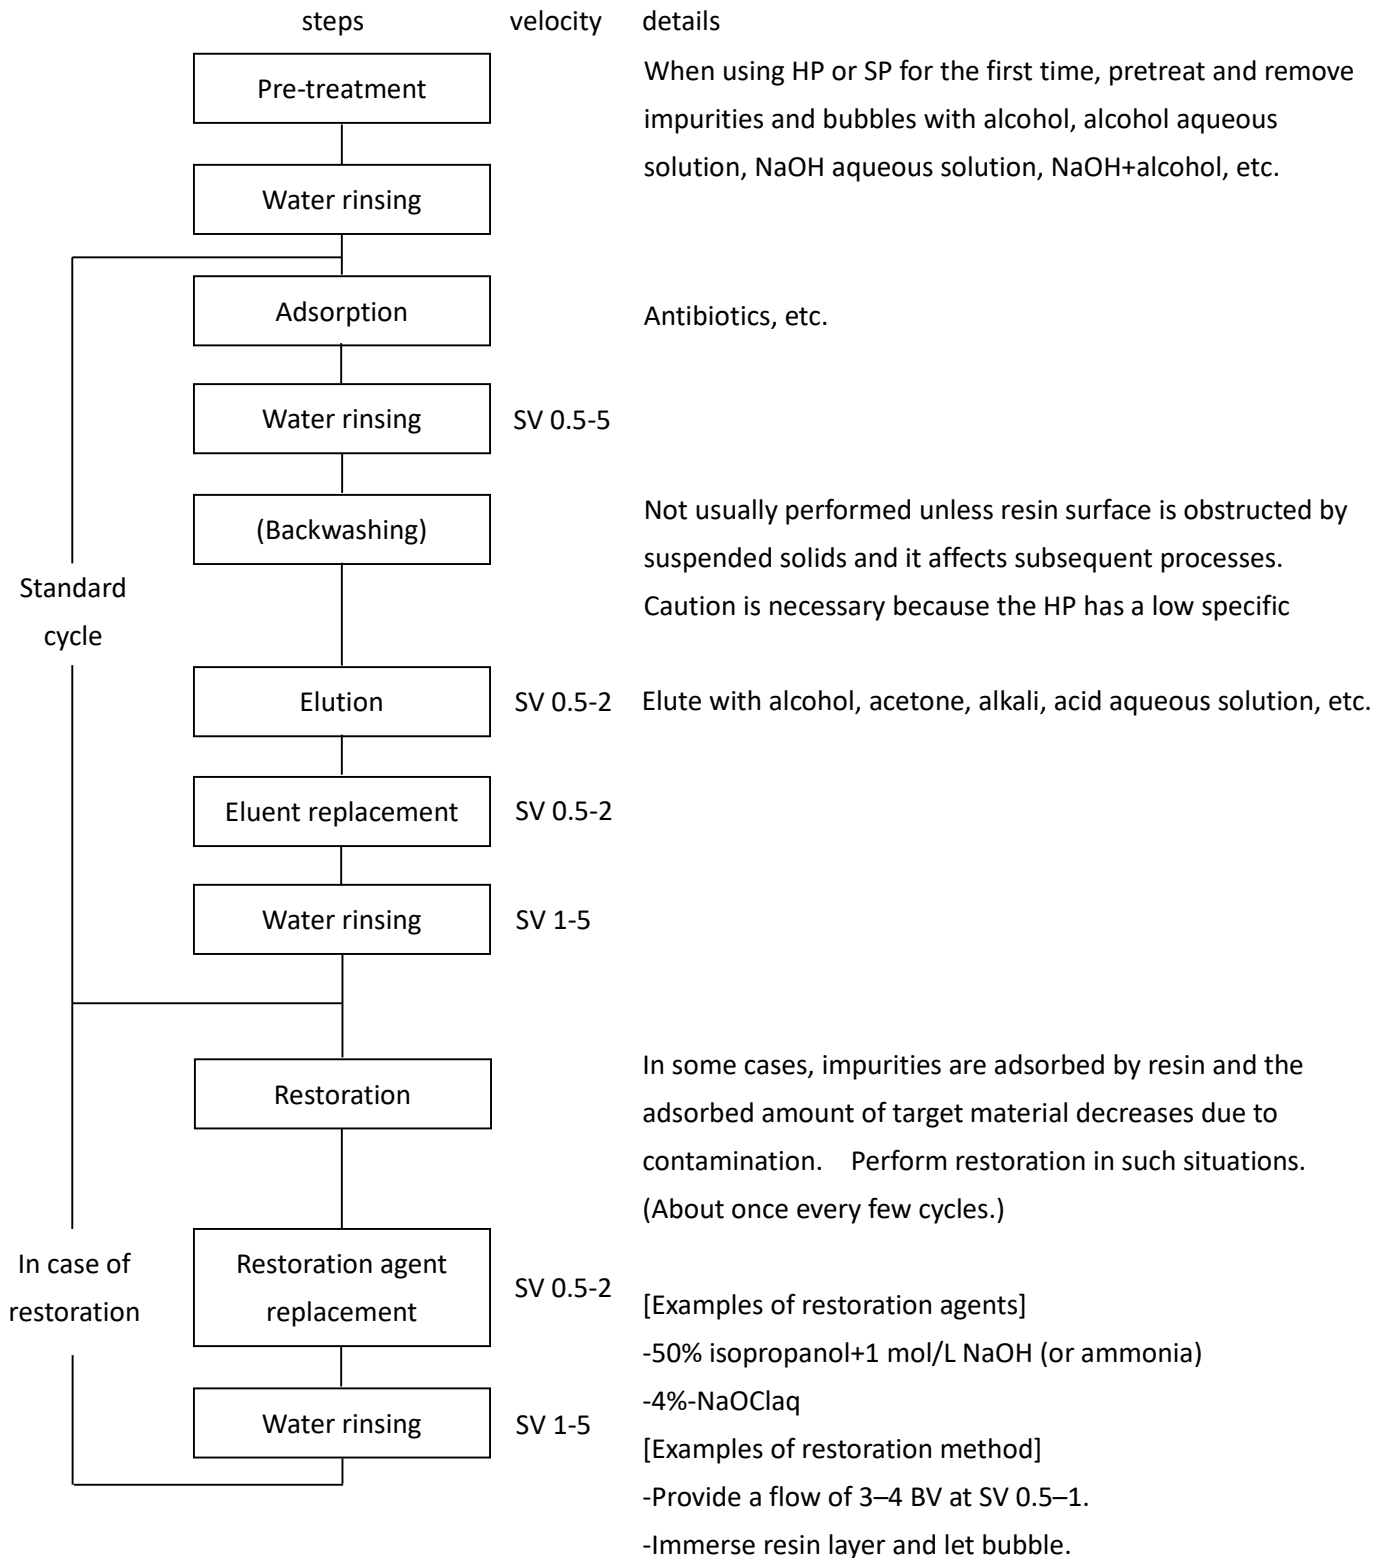 steps velocity details
Pre-treatment
When using HP or SP for the first time, pretreat and remove
impurities and bubbles with alcohol, alcohol aqueous
solution, NaOH aqueous solution, NaOH+alcohol, etc.
Water rinsing
Adsorption
Antibiotics, etc.
Water rinsing
SV 0.5-5
(Backwashing)
Not usually performed unless resin surface is obstructed by
suspended solids and it affects subsequent processes.
Caution is necessary because the HP has a low specific
Standard
cycle
Elution
SV 0.5-2
Elute with alcohol, acetone, alkali, acid aqueous solution, etc.
Eluent replacement
SV 0.5-2
Water rinsing
SV 1-5
Restoration
In some cases, impurities are adsorbed by resin and the
adsorbed amount of target material decreases due to
contamination. Perform restoration in such situations.
(About once every few cycles.)
In case of
restoration
Restoration agent
replacement
SV 0.5-2
[Examples of restoration agents]
-50% isopropanol+1 mol/L NaOH (or ammonia)
-4%-NaOClaq
Water rinsing
SV 1-5
[Examples of restoration method]
-Provide a flow of 3–4 BV at SV 0.5–1.
-Immerse resin layer and let bubble.